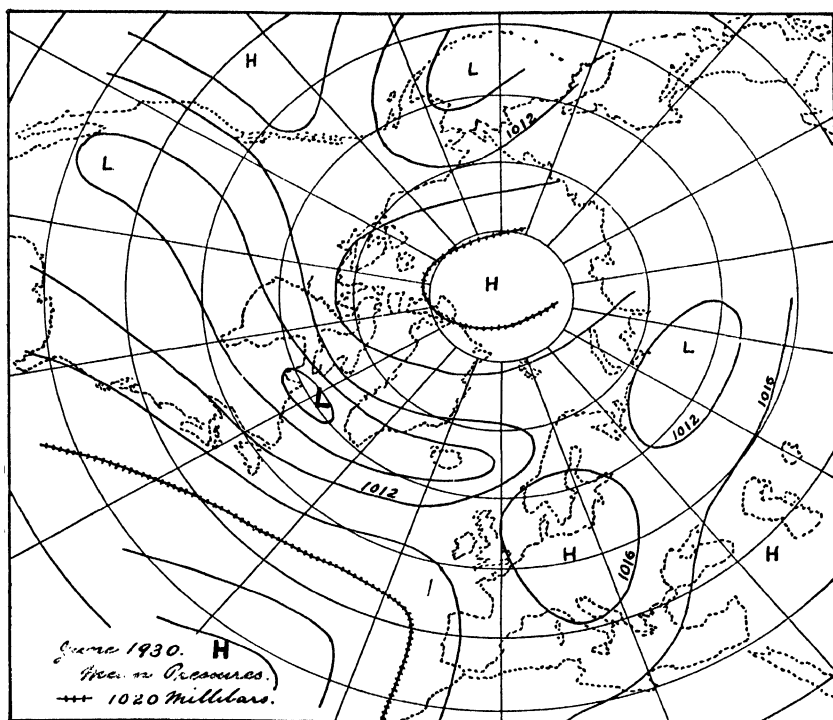 H
L
1012
L
H
L
1016
L
1012
1012
H
1016
H
June 1930. H
Mean Pressures.
1020 Millibars.